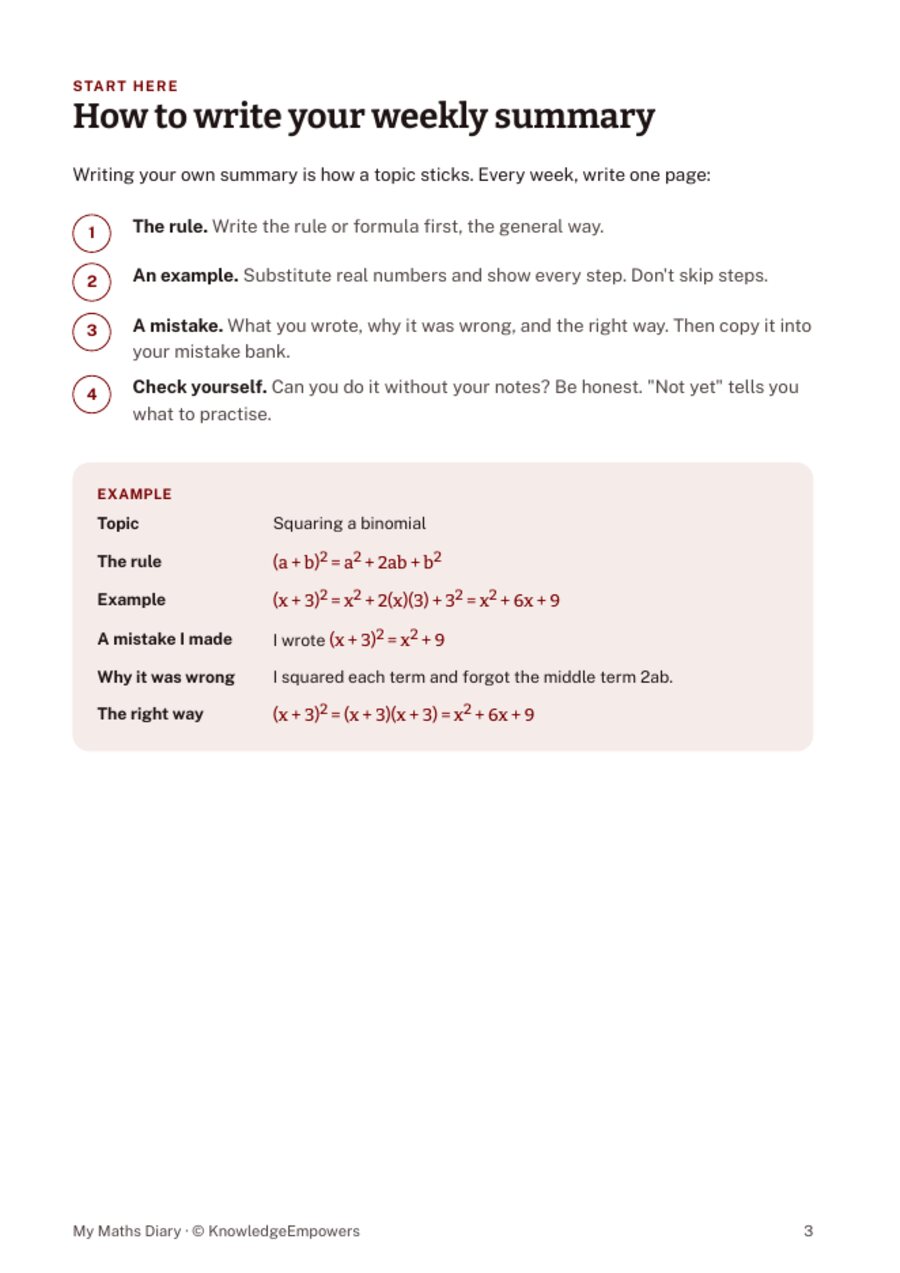 START HERE
How to write your weekly summary
Writing your own summary is how a topic sticks. Every week, write one page:
1 The rule. Write the rule or formula first, the general way.
2 An example. Substitute real numbers and show every step. Don't skip steps.
3 A mistake. What you wrote, why it was wrong, and the right way. Then copy it into
your mistake bank.
4 Check yourself. Can you do it without your notes? Be honest. "Not yet" tells you
what to practise.
EXAMPLE
Topic Squaring a binomial
The rule (a + b)² = a² + 2ab + b²
Example (x + 3)² = x² + 2(x)(3) + 3² = x² + 6x + 9
A mistake I made I wrote (x + 3)² = x² + 9
Why it was wrong I squared each term and forgot the middle term 2ab.
The right way (x + 3)² = (x + 3)(x + 3) = x² + 6x + 9
My Maths Diary · © KnowledgeEmpowers 3